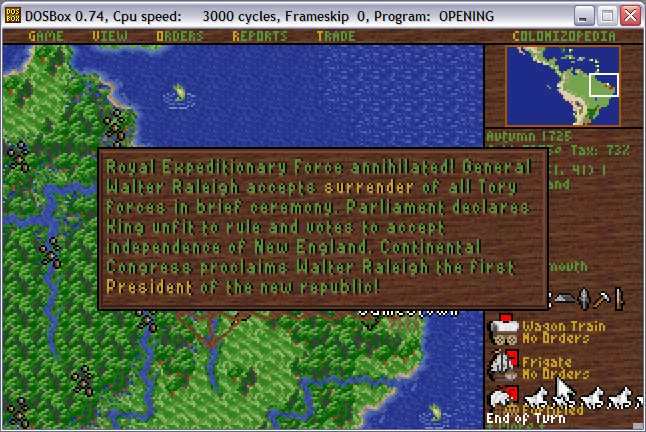 DOSBox 0.74, Cpu speed: 3000 cycles, Frameskip 0, Program: OPENING
GAME VIEW ORDERS REPORTS TRADE COLONIZOPEDIA
Autumn 1725
Tax: 73%
Royal Expeditionary Force annihilated! General
Walter Raleigh accepts surrender of all Tory
forces in brief ceremony. Parliament declares
King unfit to rule and votes to accept
independence of New England. Continental
Congress proclaims Walter Raleigh the first
President of the new republic!
Jamestown
Wagon Train
No Orders
Frigate
No Orders
End of Turn